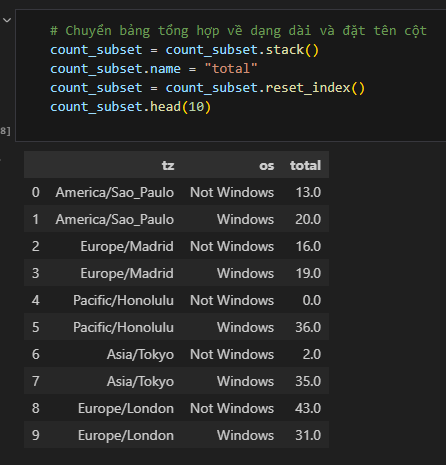 # Chuyển bảng tổng hợp về dạng dài và đặt tên cột
count_subset = count_subset.stack()
count_subset.name = "total"
count_subset = count_subset.reset_index()
count_subset.head(10)
8]
tz os total
0 America/Sao_Paulo Not Windows 13.0
1 America/Sao_Paulo Windows 20.0
2 Europe/Madrid Not Windows 16.0
3 Europe/Madrid Windows 19.0
4 Pacific/Honolulu Not Windows 0.0
5 Pacific/Honolulu Windows 36.0
6 Asia/Tokyo Not Windows 2.0
7 Asia/Tokyo Windows 35.0
8 Europe/London Not Windows 43.0
9 Europe/London Windows 31.0